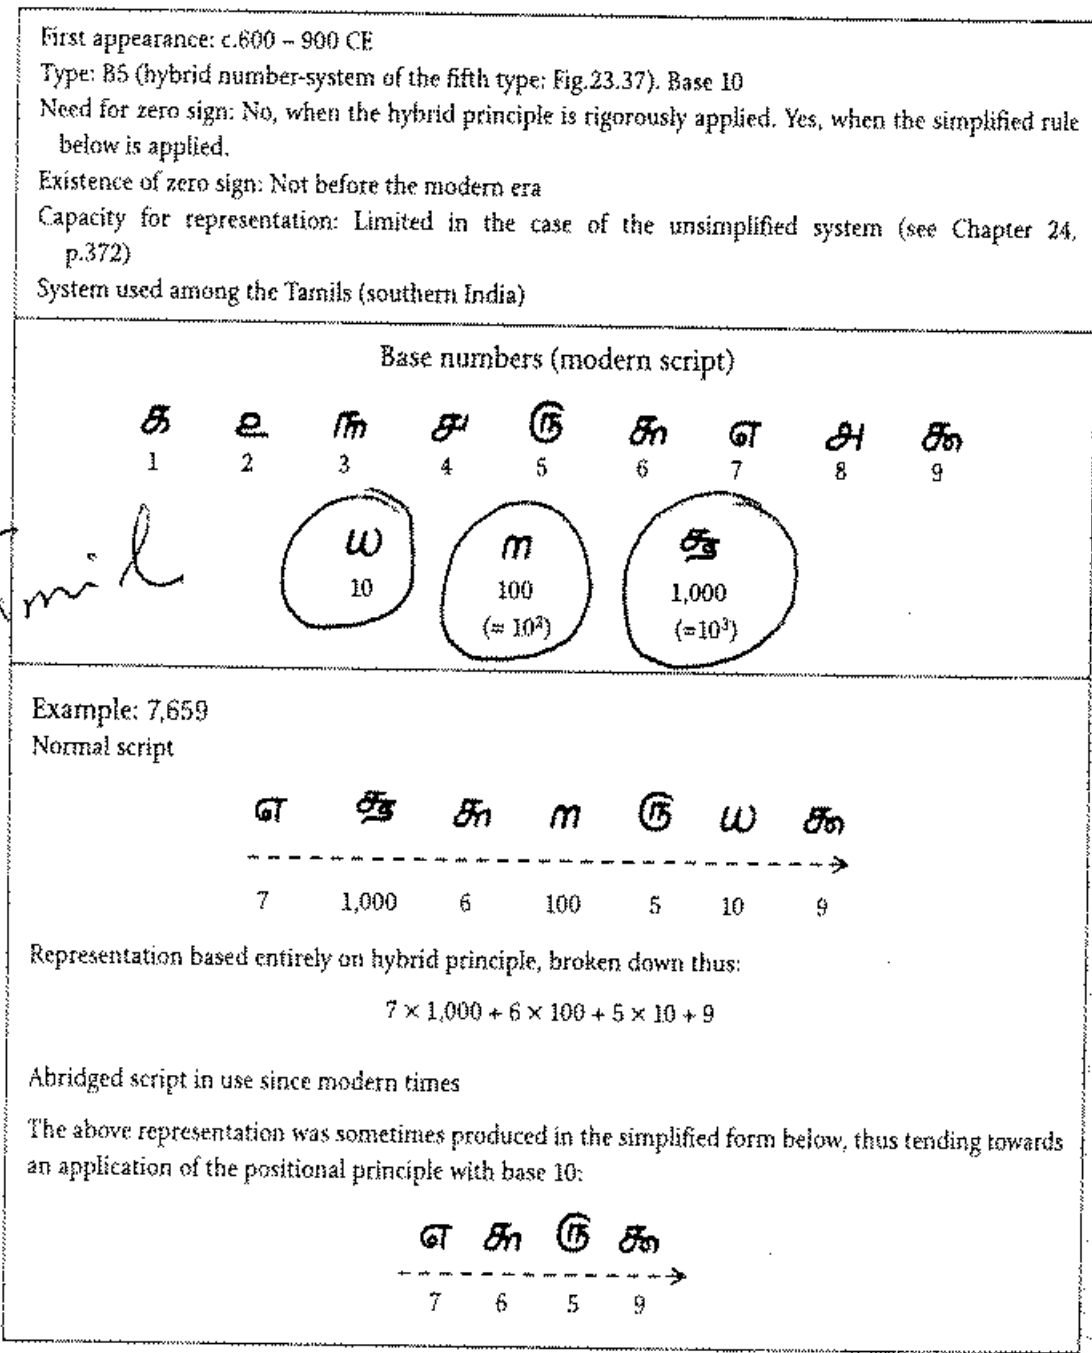 First appearance: c.600 – 900 CE
Type: B5 (hybrid number-system of the fifth type: Fig.23.37). Base 10
Need for zero sign: No, when the hybrid principle is rigorously applied. Yes, when the simplified rule
below is applied.
Existence of zero sign: Not before the modern era
Capacity for representation: Limited in the case of the unsimplified system (see Chapter 24,
p.372)
System used among the Tamils (southern India)
Base numbers (modern script)
௧ ௨ ௩ ௪ ௫ ௬ ௭ ௮ ௯
1 2 3 4 5 6 7 8 9
௰ ௱ ௲
10 100 1,000
(= 10²) (=10³)
Tamil
Example: 7,659
Normal script
௭ ௲ ௬ ௱ ௫ ௰ ௯
7 1,000 6 100 5 10 9
Representation based entirely on hybrid principle, broken down thus:
7 × 1,000 + 6 × 100 + 5 × 10 + 9
Abridged script in use since modern times
The above representation was sometimes produced in the simplified form below, thus tending towards
an application of the positional principle with base 10:
௭ ௬ ௫ ௯
7 6 5 9